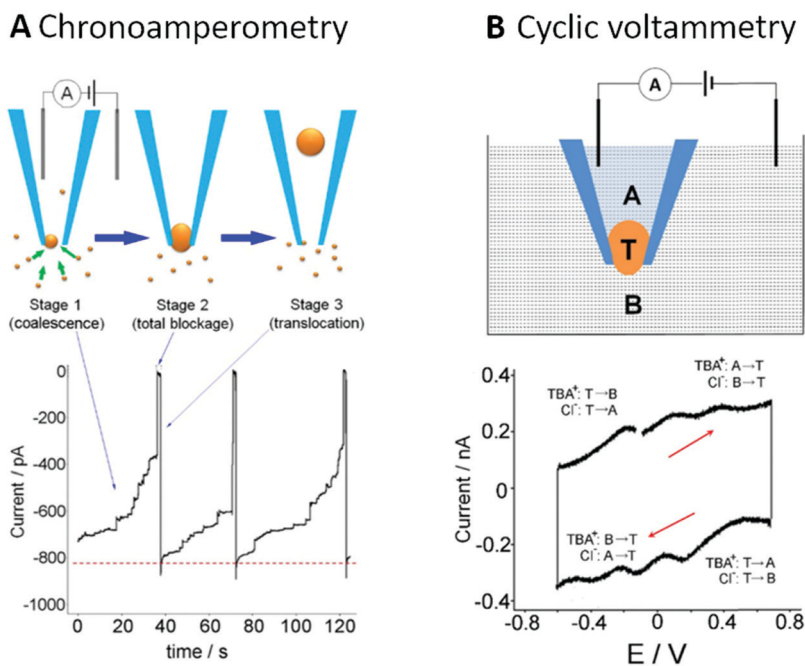 A Chronoamperometry
A
Stage 1
(coalescence)
Stage 2
(total blockage)
Stage 3
(translocation)
Current / pA
0
-200
-400
-600
-800
-1000
0
20
40
60
80
100
120
time / s
B Cyclic voltammetry
A
A
T
B
Current / nA
0.4
0.2
0
-0.2
-0.4
TBA⁺: T→B
Cl⁻: T→A
TBA⁺: A→T
Cl⁻: B→T
TBA⁺: B→T
Cl⁻: A→T
TBA⁺: T→A
Cl⁻: T→B
-0.8
-0.4
0
0.4
0.8
E / V